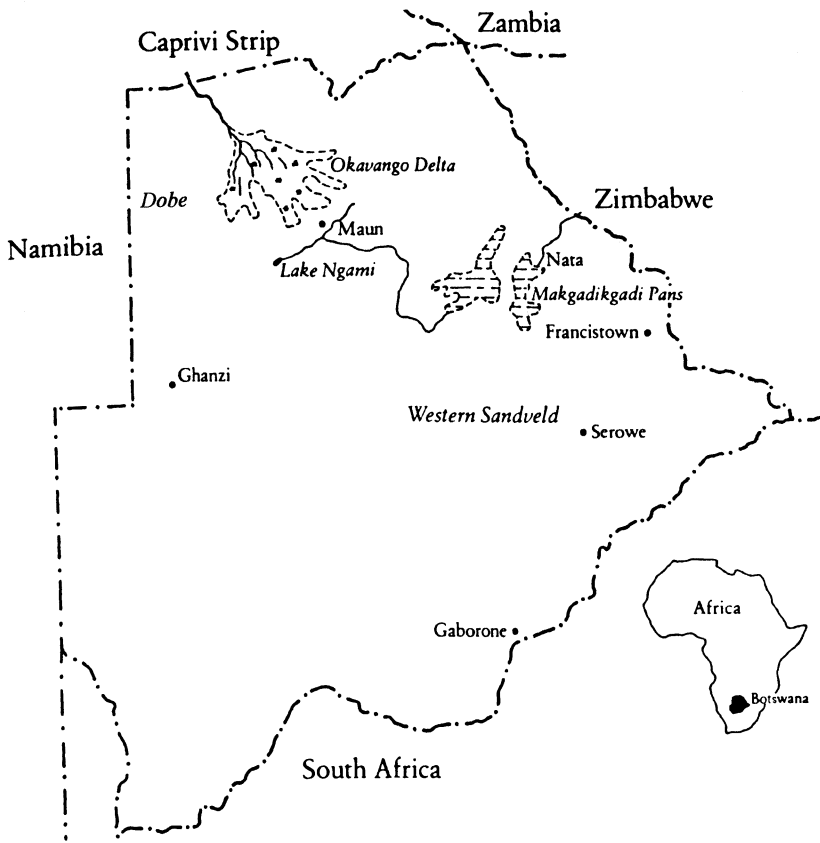 Zambia
Caprivi Strip
Okavango Delta
Dobe
Zimbabwe
Maun
Namibia
Nata
Lake Ngami
Makgadikgadi Pans
Francistown
Ghanzi
Western Sandveld
Serowe
Africa
Gaborone
Botswana
South Africa